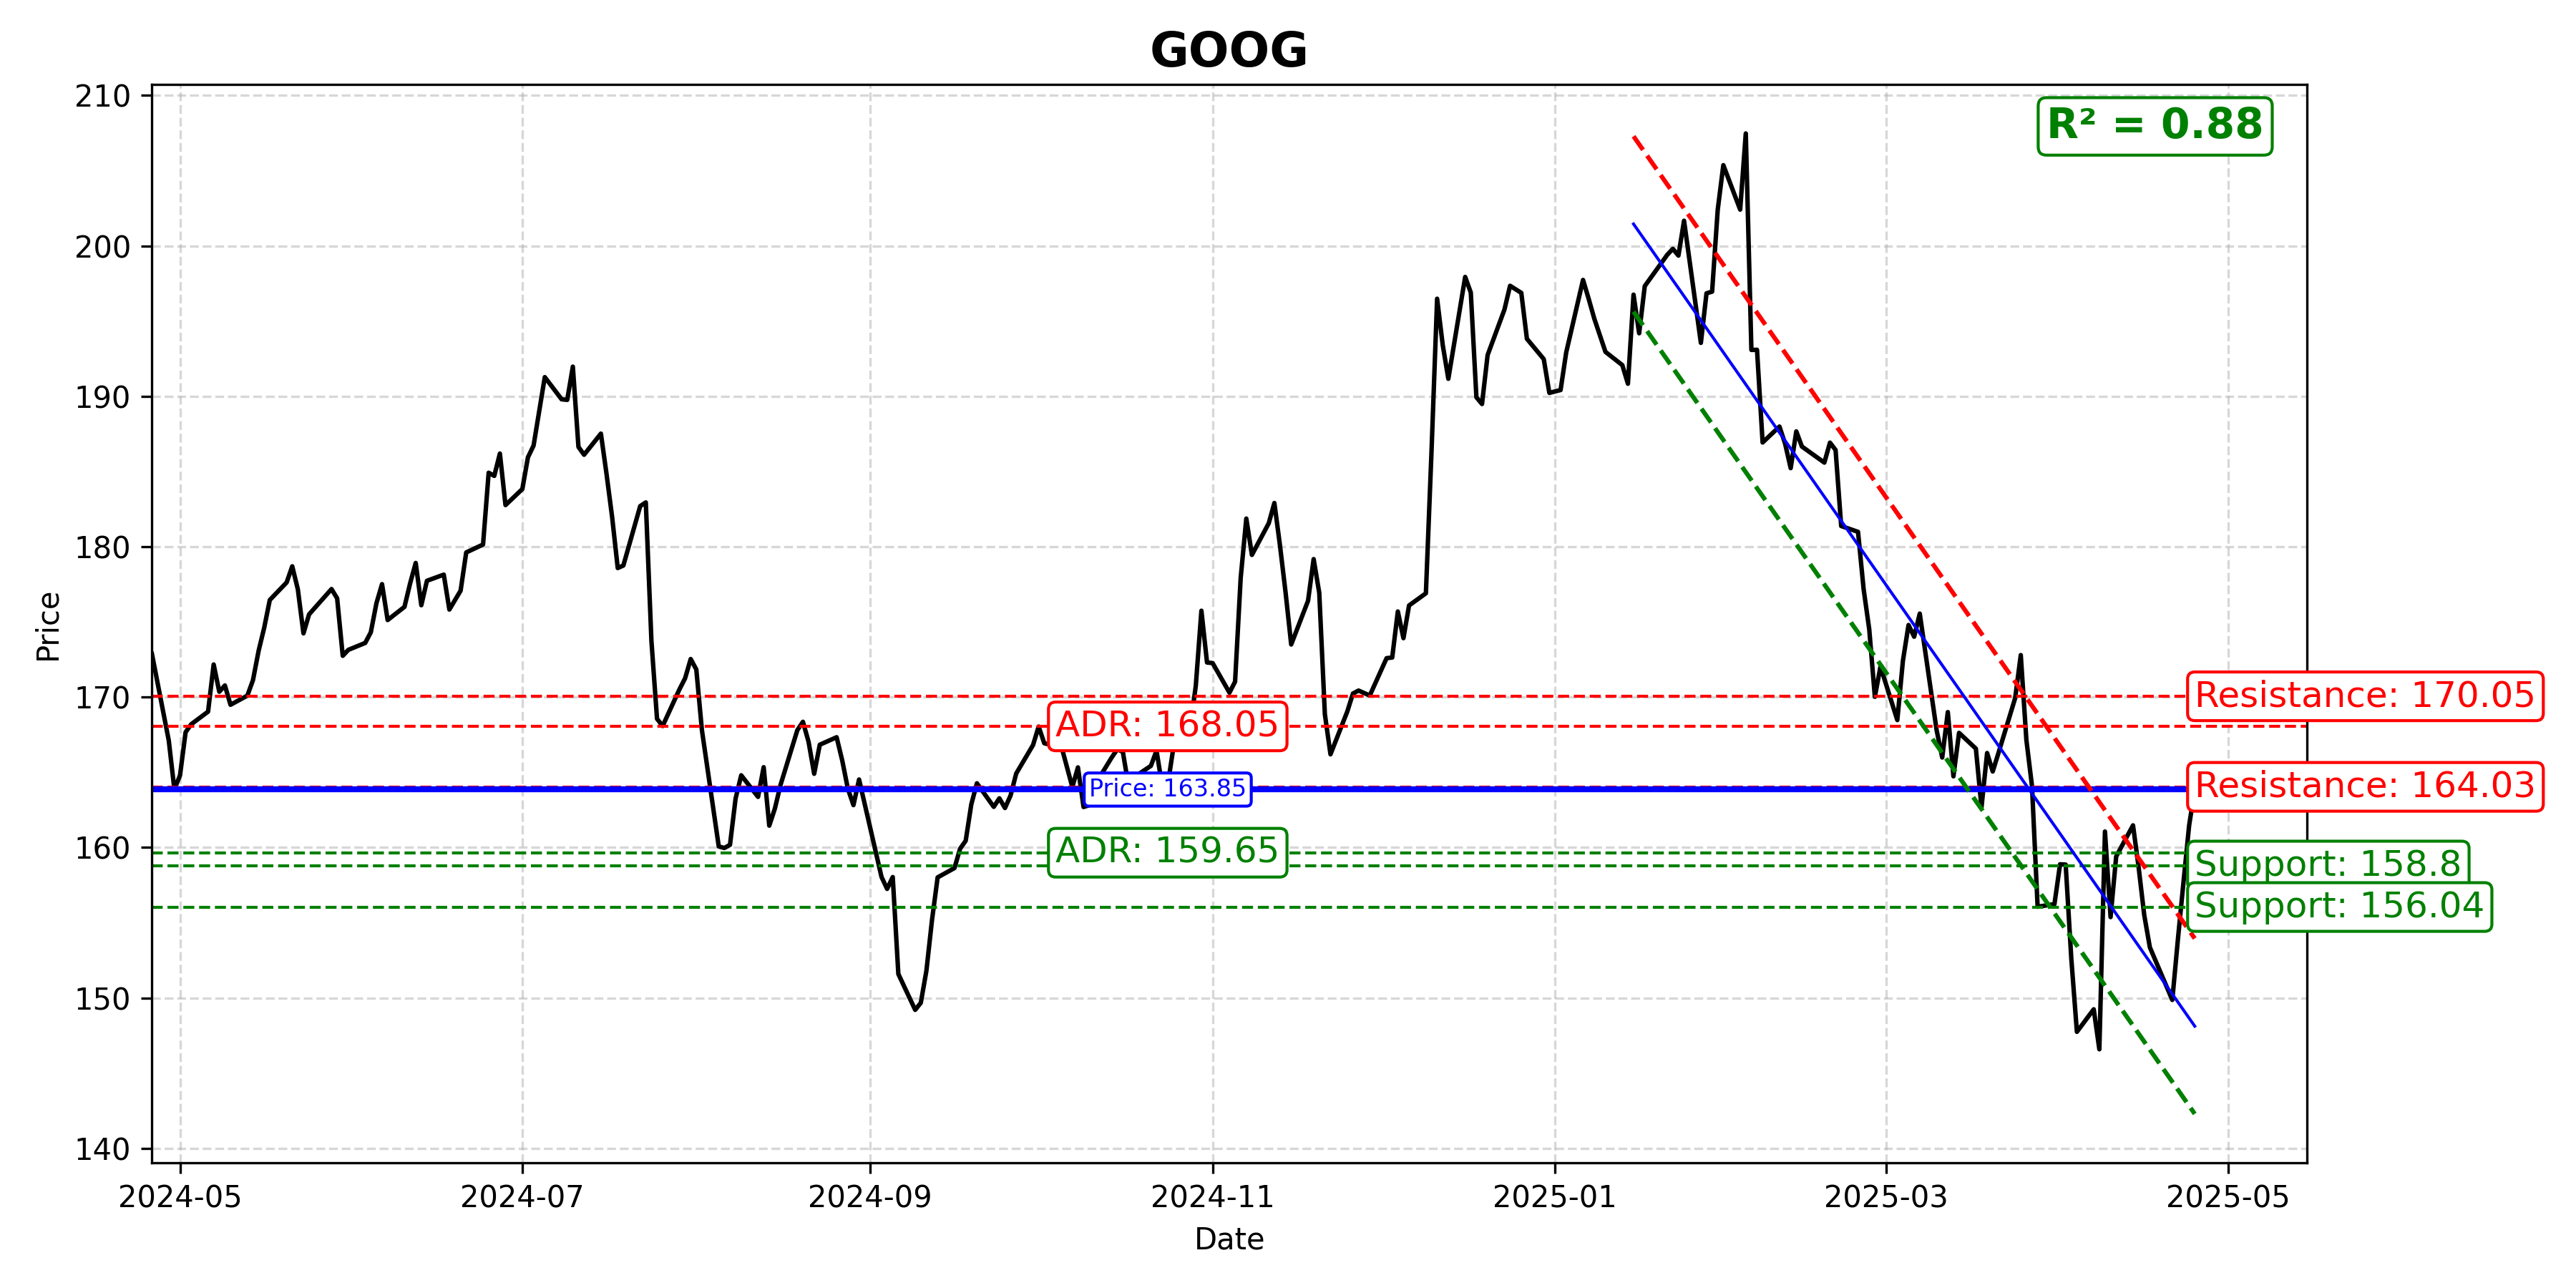 GOOG
R² = 0.88
210
200
190
180
170
160
150
140
Price
Resistance: 170.05
ADR: 168.05
Resistance: 164.03
Price: 163.85
ADR: 159.65
Support: 158.8
Support: 156.04
2024-05
2024-07
2024-09
2024-11
2025-01
2025-03
2025-05
Date